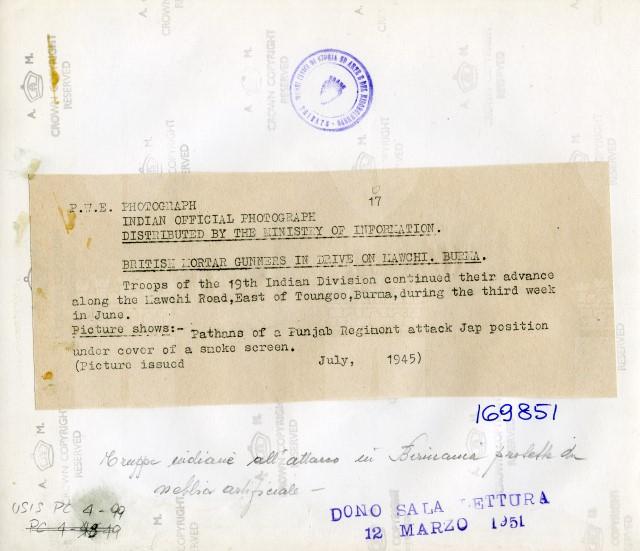 A. M.
CROWN COPYRIGHT
RESERVED
P.W.E. PHOTOGRAPH 17
INDIAN OFFICIAL PHOTOGRAPH
DISTRIBUTED BY THE MINISTRY OF INFORMATION.
BRITISH MORTAR GUNNERS IN DRIVE ON MAWCHI. BURMA.
Troops of the 19th Indian Division continued their advance
along the Mawchi Road,East of Toungoo,Burma,during the third week
in June.
Picture shows:- Pathans of a Punjab Regiment attack Jap position
under cover of a smoke screen.
(Picture issued July, 1945)
169851
Truppe indiane all'attacco in Birmania protette da
nebbia artificiale —
USIS PC 4-99
PC 4-49
DONO SALA LETTURA
12 MARZO 1951